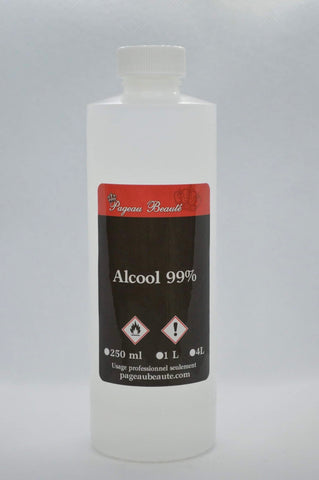 Pageau Beauté
Alcool 99%
250 ml 1 L 4L
Usage professionnel seulement
pageaubeaute.com